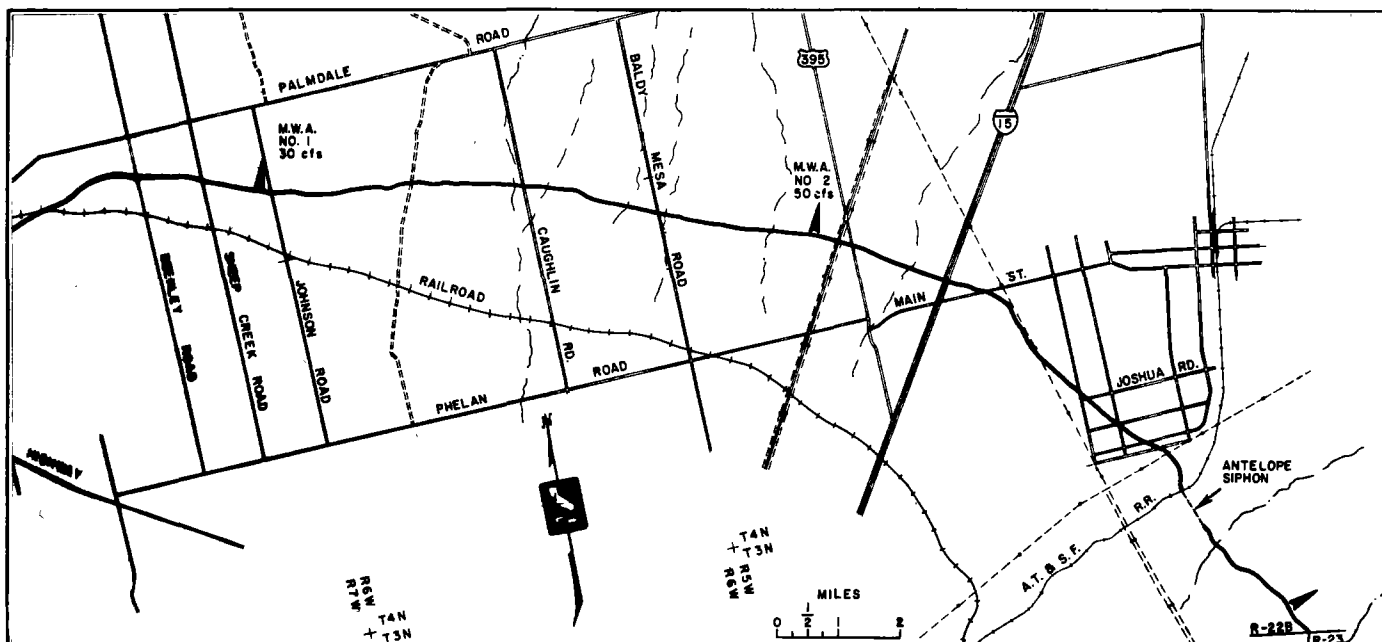 PALMDALE ROAD
M.W.A.
NO. 1
30 cfs
BALDY MESA ROAD
395
M.W.A.
NO 2
50 cfs
15
SHEEP CREEK ROAD
JOHNSON ROAD
RAILROAD
CAUGHLIN RD.
MAIN ST.
ROAD
PHELAN ROAD
JOSHUA RD.
HIGHWAY
N
ANTELOPE
SIPHON
A.T. & S.F. R.R.
T4N
T3N
R5W
R6W
R6W
R7W
T4N
T3N
MILES
0 1/2 1 2
R-22B
R-23